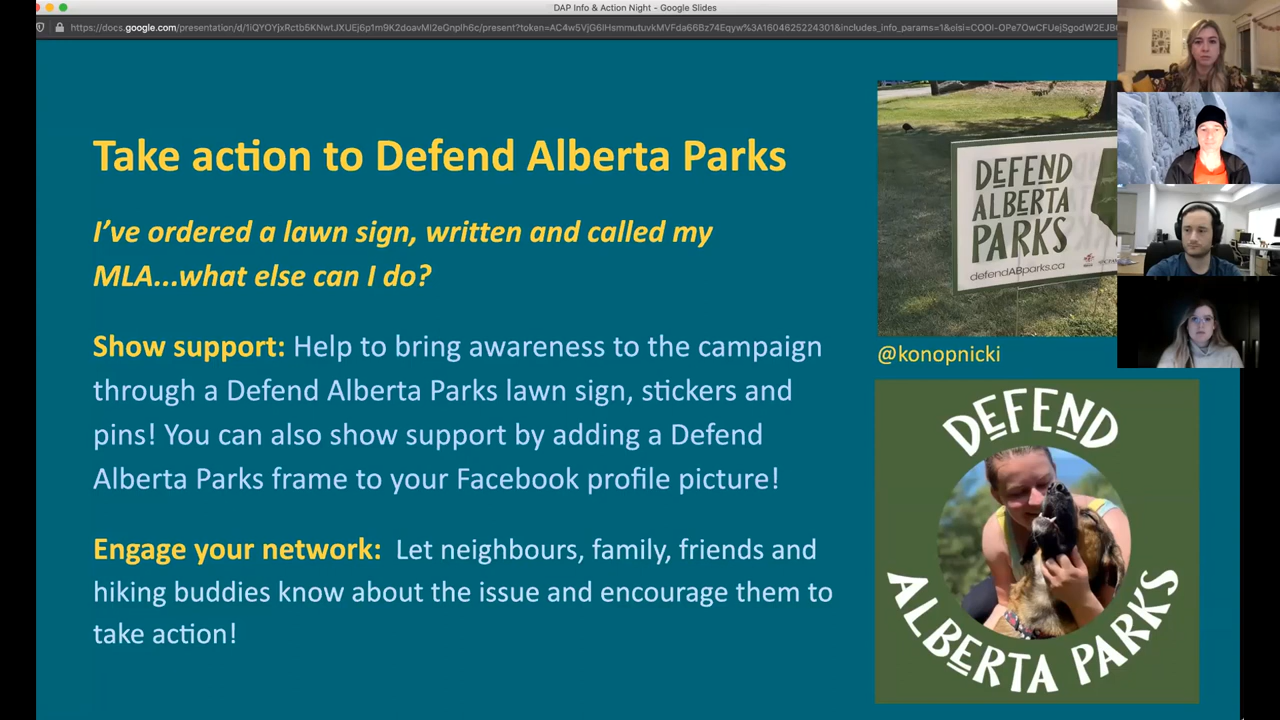 DAP Info & Action Night - Google Slides
Take action to Defend Alberta Parks
I've ordered a lawn sign, written and called my
MLA...what else can I do?
Show support: Help to bring awareness to the campaign
through a Defend Alberta Parks lawn sign, stickers and
pins! You can also show support by adding a Defend
Alberta Parks frame to your Facebook profile picture!
Engage your network: Let neighbours, family, friends and
hiking buddies know about the issue and encourage them to
take action!
DEFEND
ALBERTA
PARKS
defendABparks.ca
@konopnicki
DEFEND
ALBERTA PARKS